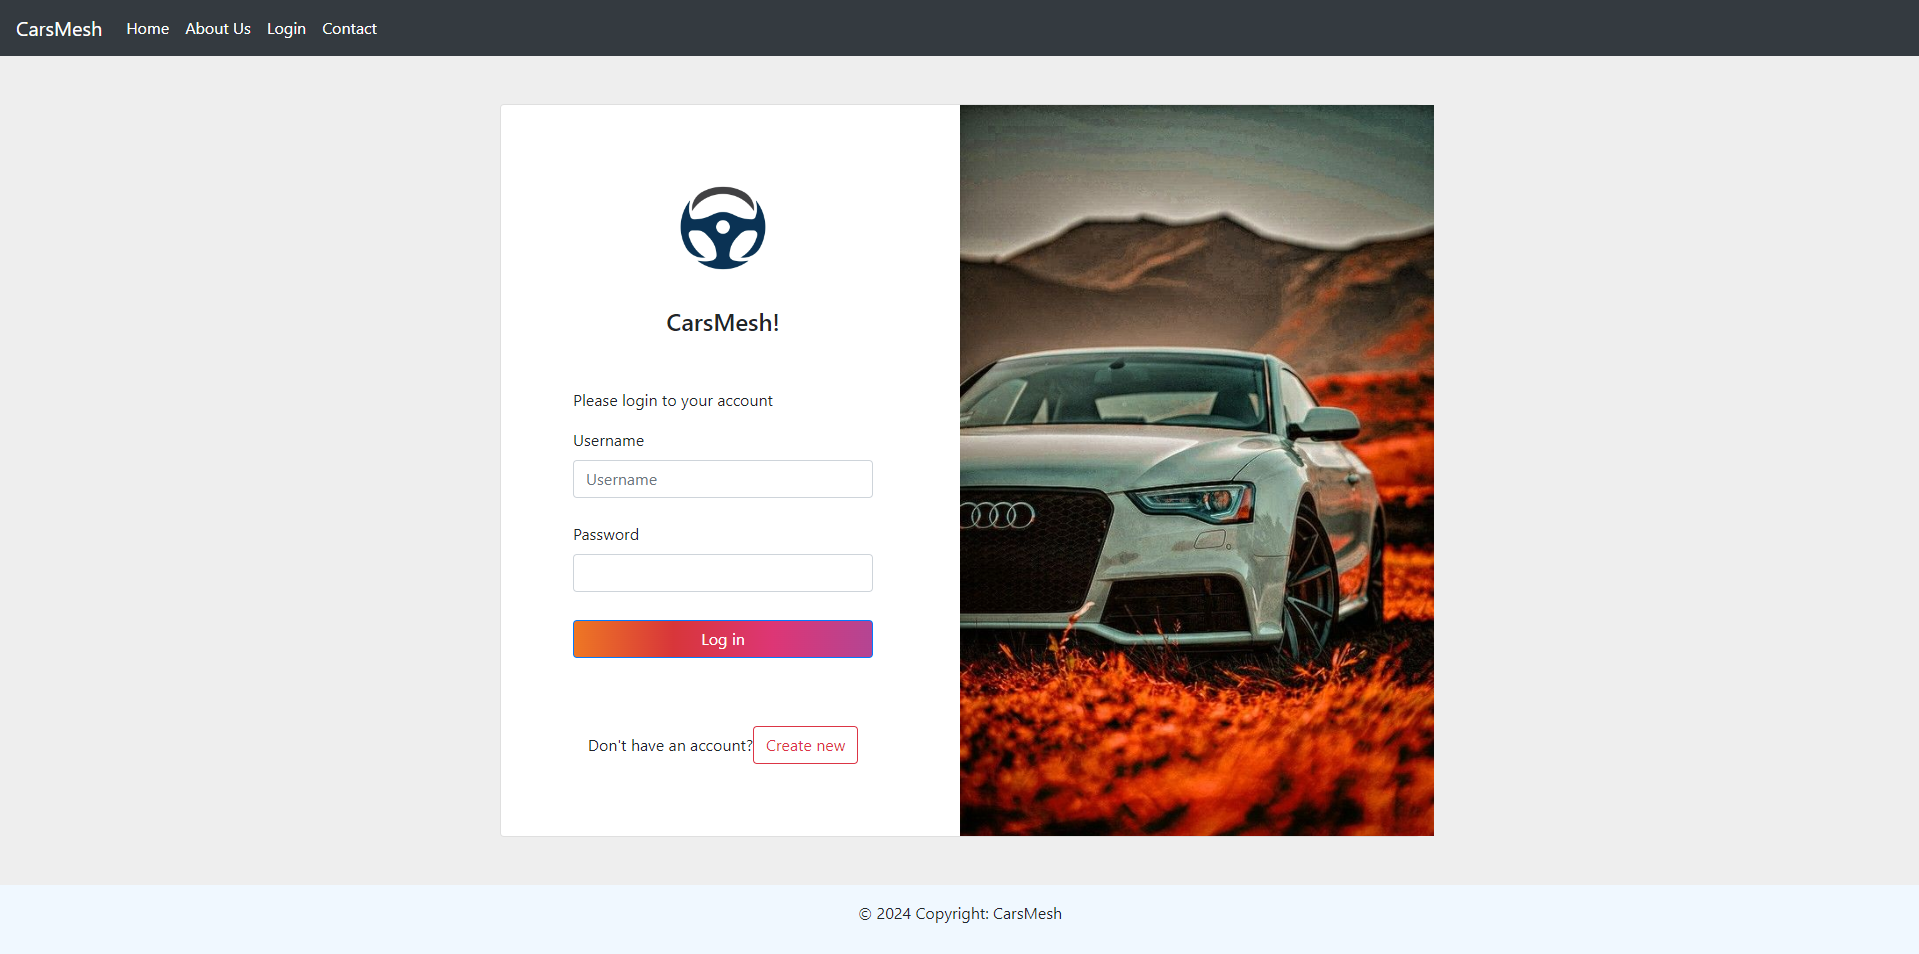 CarsMesh Home About Us Login Contact
CarsMesh!
Please login to your account
Username
Username
Password
Log in
Don't have an account? Create new
© 2024 Copyright: CarsMesh